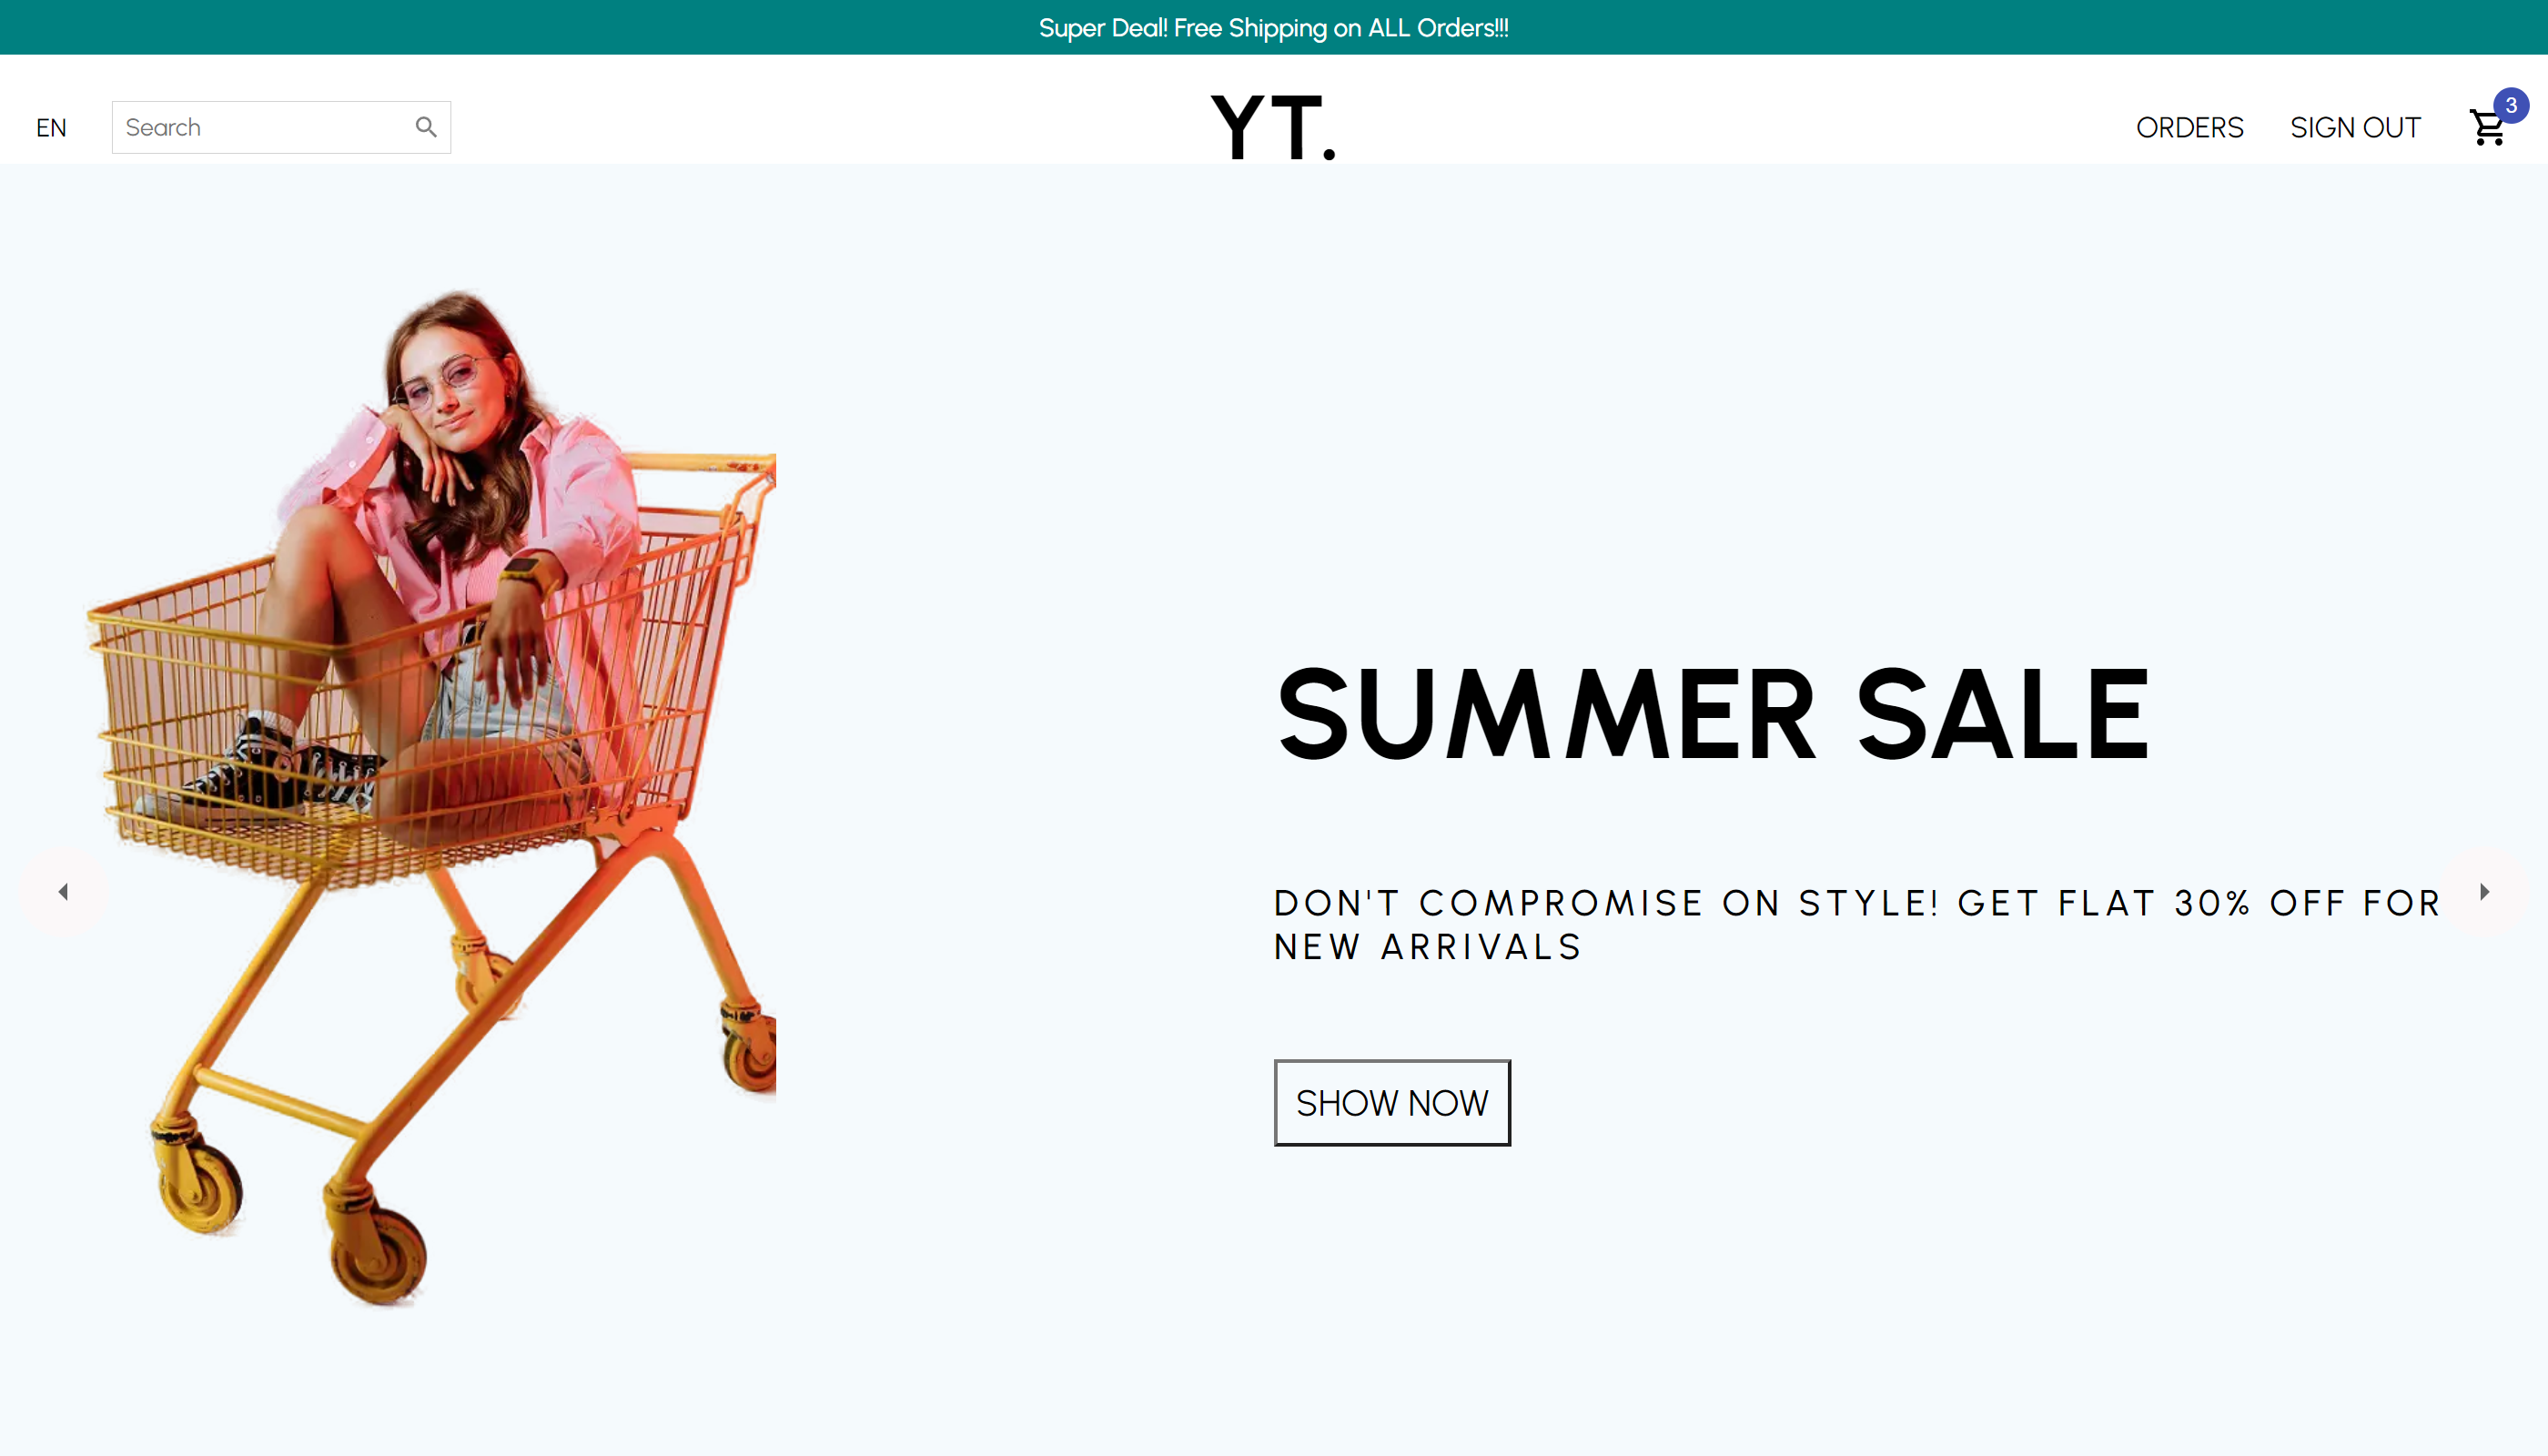 Super Deal! Free Shipping on ALL Orders!!!
EN
Search
YT.
ORDERS
SIGN OUT
3
SUMMER SALE
DON'T COMPROMISE ON STYLE! GET FLAT 30% OFF FOR
NEW ARRIVALS
SHOW NOW